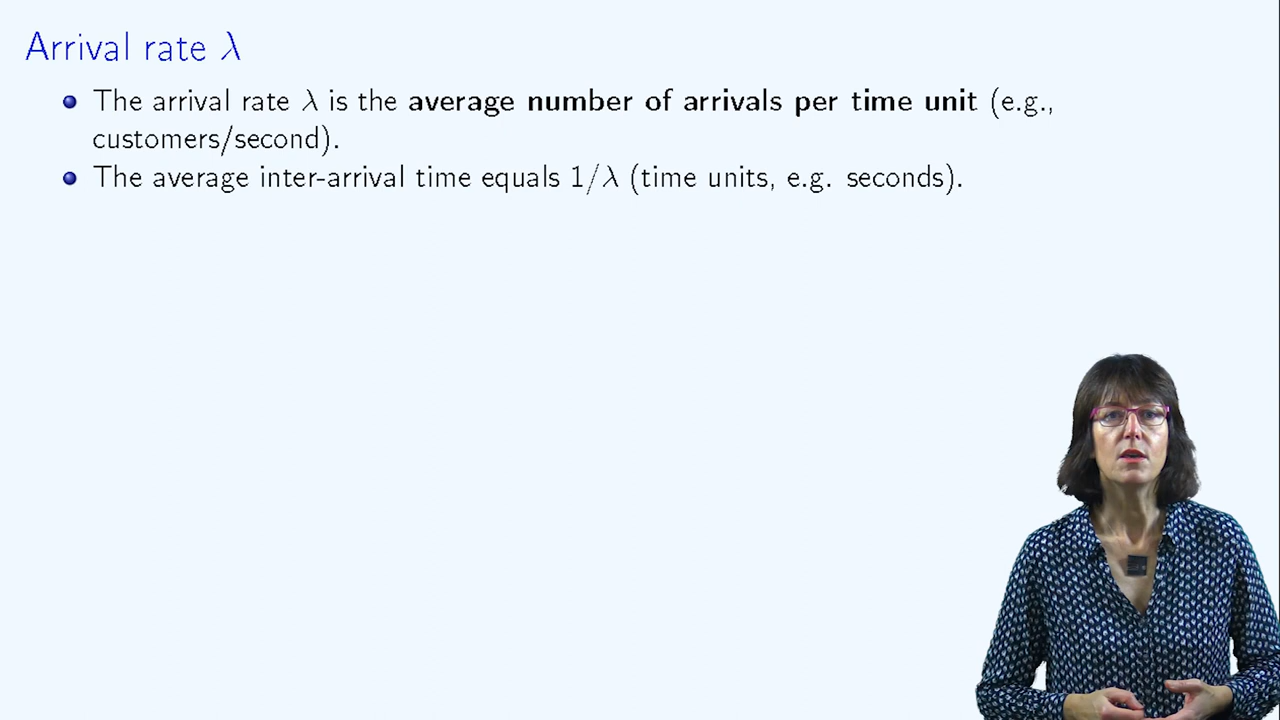 Arrival rate λ
The arrival rate λ is the average number of arrivals per time unit (e.g.,
customers/second).
The average inter-arrival time equals 1/λ (time units, e.g. seconds).